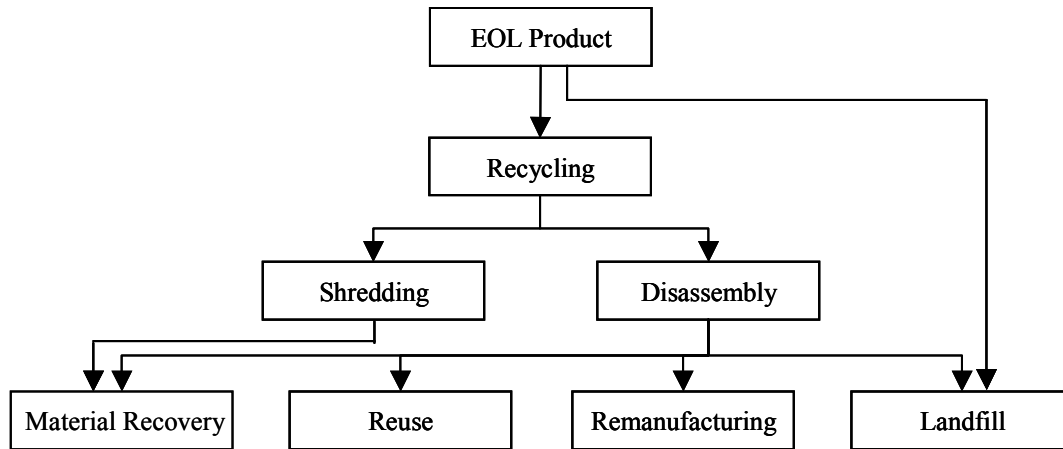 EOL Product
Recycling
Shredding
Disassembly
Material Recovery
Reuse
Remanufacturing
Landfill